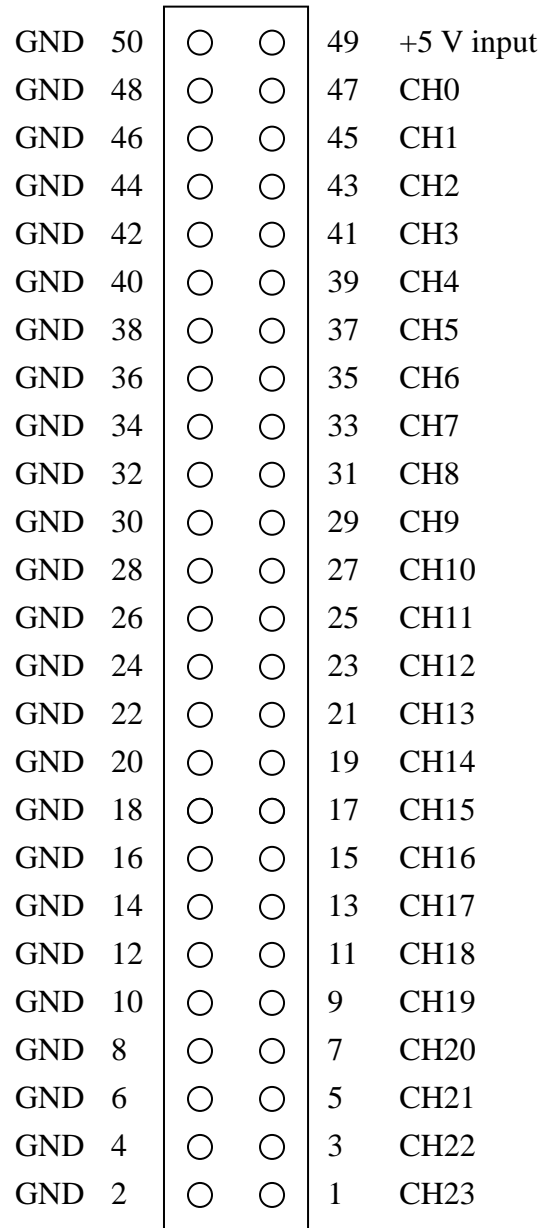 GND 50 49 +5 V input
GND 48 47 CH0
GND 46 45 CH1
GND 44 43 CH2
GND 42 41 CH3
GND 40 39 CH4
GND 38 37 CH5
GND 36 35 CH6
GND 34 33 CH7
GND 32 31 CH8
GND 30 29 CH9
GND 28 27 CH10
GND 26 25 CH11
GND 24 23 CH12
GND 22 21 CH13
GND 20 19 CH14
GND 18 17 CH15
GND 16 15 CH16
GND 14 13 CH17
GND 12 11 CH18
GND 10 9 CH19
GND 8 7 CH20
GND 6 5 CH21
GND 4 3 CH22
GND 2 1 CH23